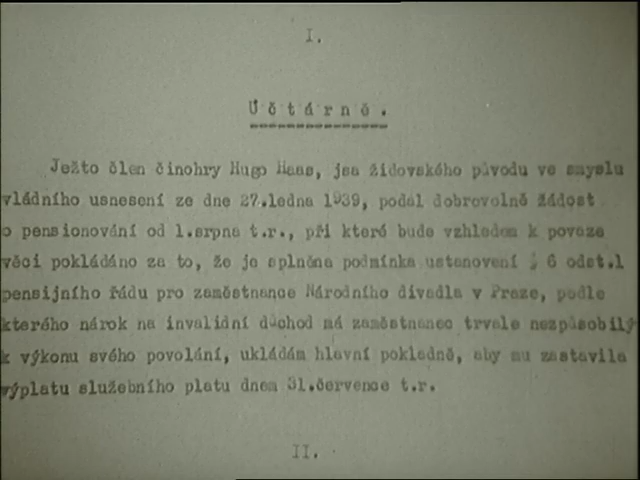 I.
Účtárně.
Ježto člen činohry Hugo Haas, jsa židovského původu ve smyslu
vládního usnesení ze dne 27.ledna 1939, podal dobrovolně žádost
o pensionování od 1.srpna t.r., při které bude vzhledem k povaze
věci pokládáno za to, že je splněna podmínka ustanovení § 6 odst.1
pensijního řádu pro zaměstnance Národního divadla v Praze, podle
kterého nárok na invalidní důchod má zaměstnanec trvale nezpůsobilý
k výkonu svého povolání, ukládám hlavní pokladně, aby mu zastavila
výplatu služebního platu dnem 31.července t.r.
II.